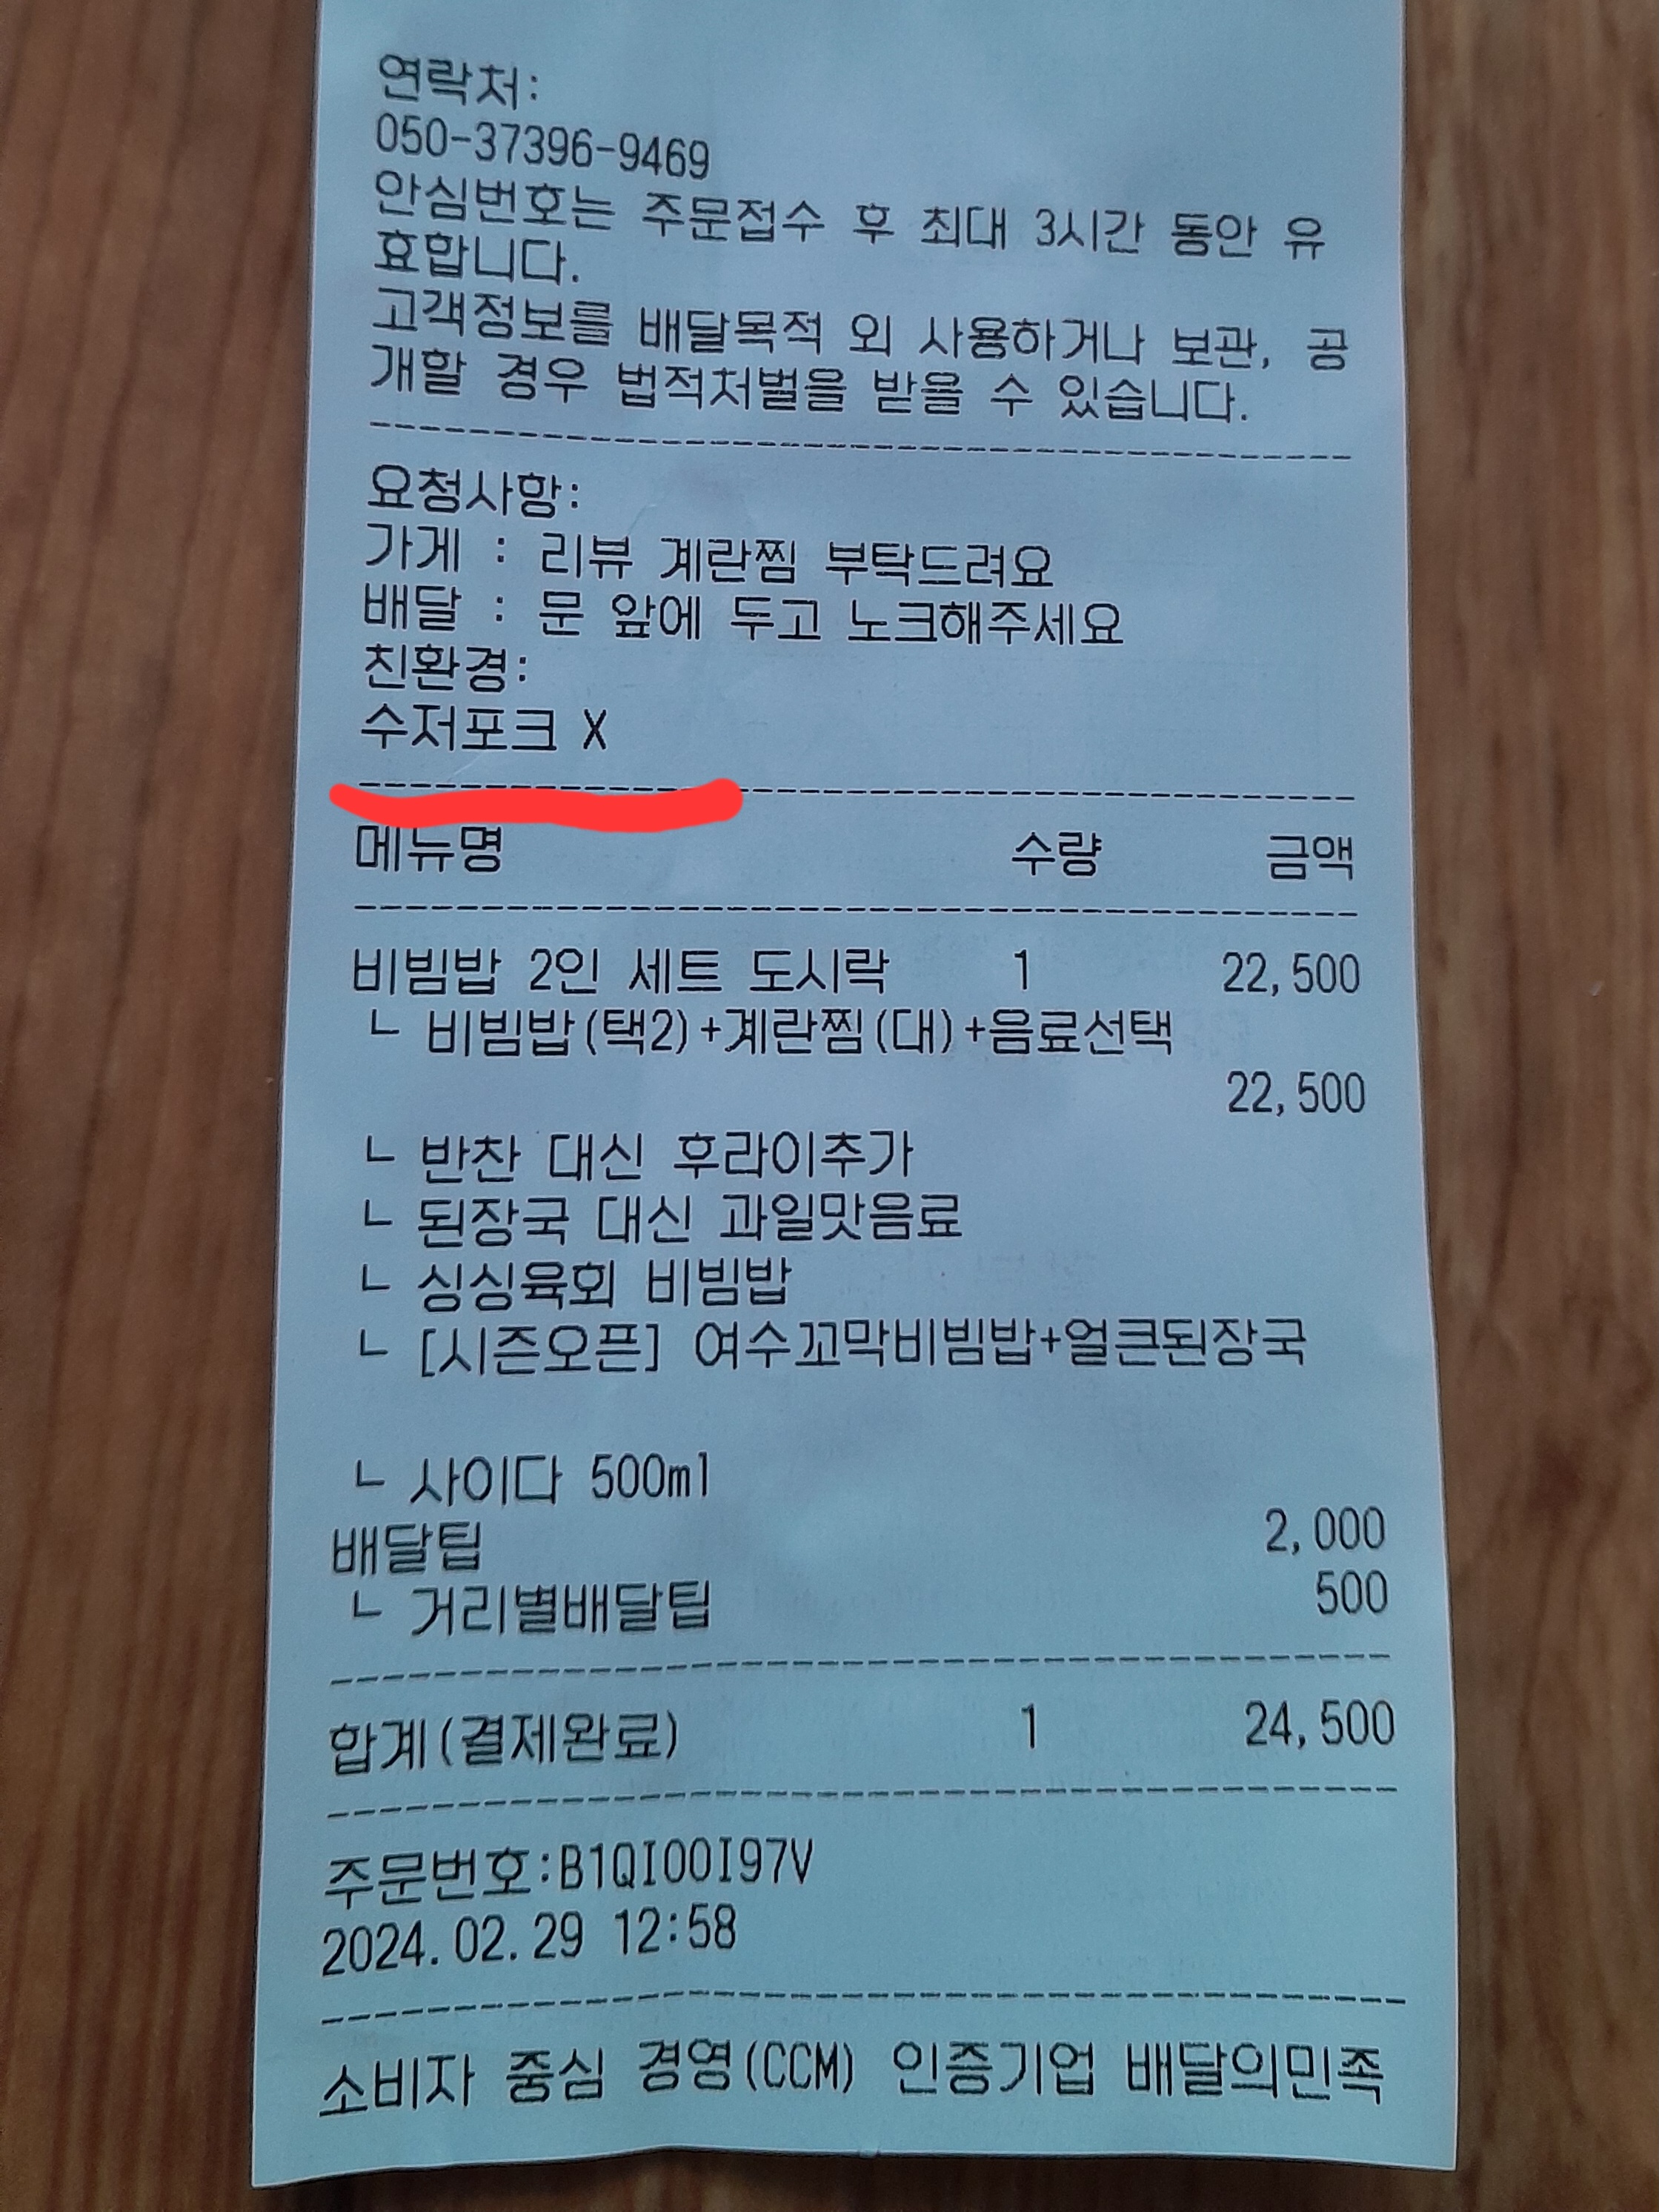 연락처:
050-37396-9469
안심번호는 주문접수 후 최대 3시간 동안 유
효합니다.
고객정보를 배달목적 외 사용하거나 보관, 공
개할 경우 법적처벌을 받을 수 있습니다.
요청사항:
가게 : 리뷰 계란찜 부탁드려요
배달 : 문 앞에 두고 노크해주세요
친환경:
수저포크 X
메뉴명 수량 금액
비빔밥 2인 세트 도시락 1 22,500
ㄴ 비빔밥(택2)+계란찜(대)+음료선택
22,500
ㄴ 반찬 대신 후라이추가
ㄴ 된장국 대신 과일맛음료
ㄴ 싱싱육회 비빔밥
ㄴ [시즌오픈] 여수꼬막비빔밥+얼큰된장국
ㄴ 사이다 500ml
배달팁 2,000
ㄴ 거리별배달팁 500
합계(결제완료) 1 24,500
주문번호:B1QI00I97V
2024.02.29 12:58
소비자 중심 경영(CCM) 인증기업 배달의민족